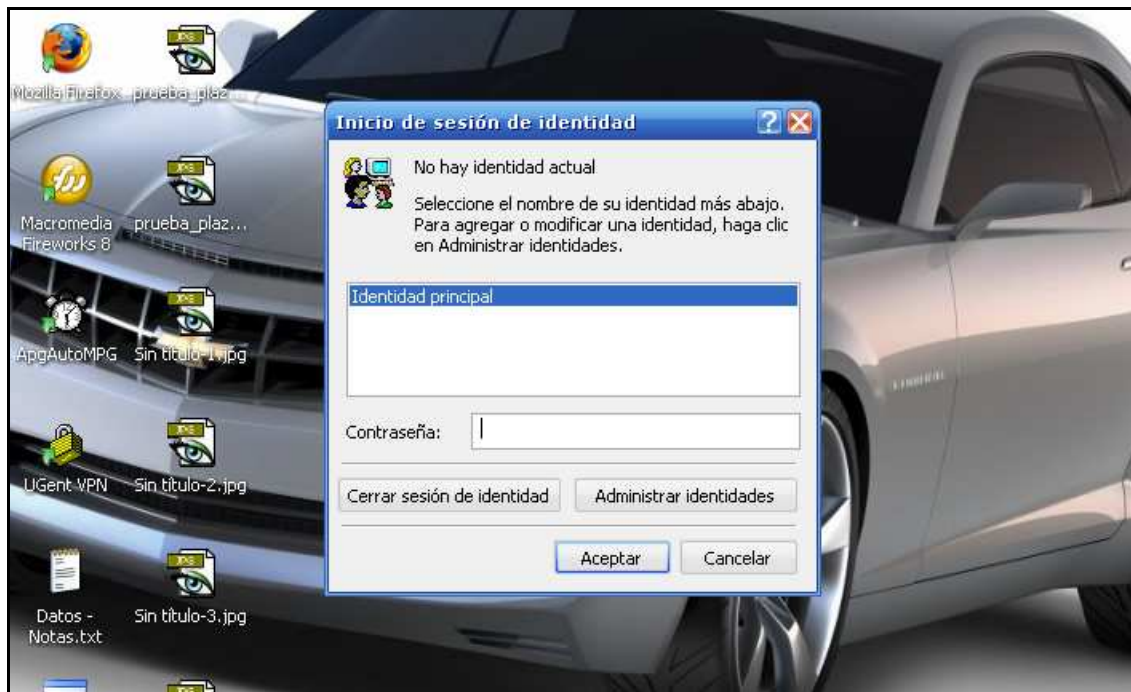 Mozilla Firefox
prueba_plaz...
Macromedia
Fireworks 8
prueba_plaz...
ApgAutoMPG
Sin título-1.jpg
UGent VPN
Sin título-2.jpg
Datos -
Notas.txt
Sin título-3.jpg
Inicio de sesión de identidad
No hay identidad actual
Seleccione el nombre de su identidad más abajo.
Para agregar o modificar una identidad, haga clic
en Administrar identidades.
Identidad principal
Contraseña:
Cerrar sesión de identidad
Administrar identidades
Aceptar
Cancelar